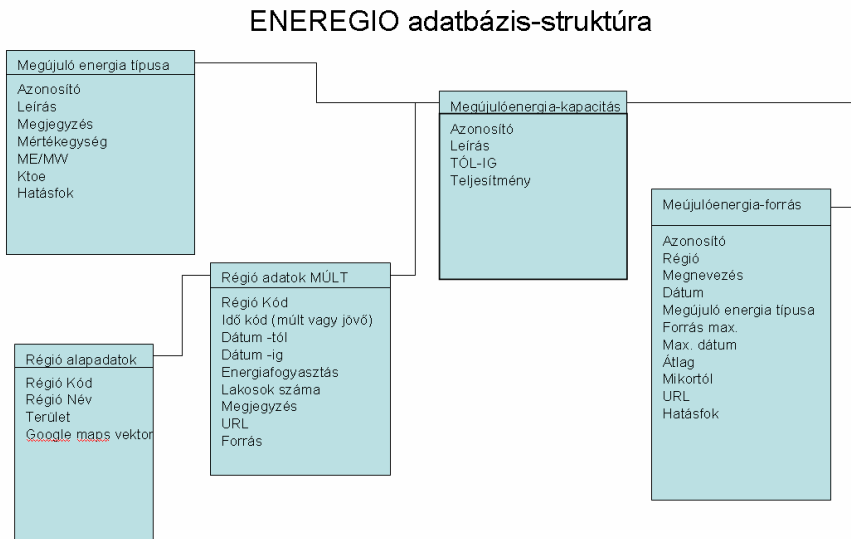 ENEREGIO adatbázis-struktúra
Megújuló energia típusa
Azonosító
Leírás
Megjegyzés
Mértékegység
ME/MW
Ktoe
Hatásfok
Megújulóenergia-kapacitás
Azonosító
Leírás
TÓL-IG
Teljesítmény
Meújulóenergia-forrás
Azonosító
Régió
Megnevezés
Dátum
Megújuló energia típusa
Forrás max.
Max. dátum
Átlag
Mikortól
URL
Hatásfok
Régió adatok MÚLT
Régió Kód
Idő kód (múlt vagy jövő)
Dátum -tól
Dátum -ig
Energiafogyasztás
Lakosok száma
Megjegyzés
URL
Forrás
Régió alapadatok
Régió Kód
Régió Név
Terület
Google maps vektor